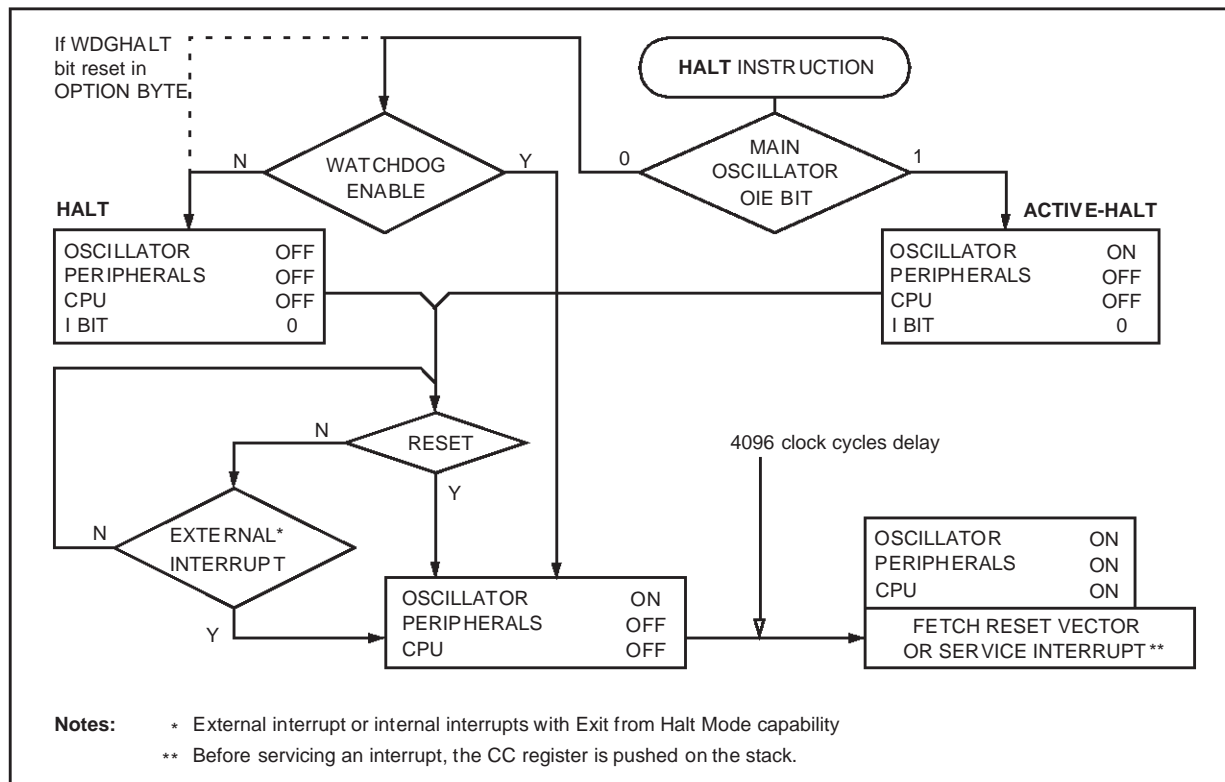 If WDGHALT
bit reset in
OPTION BYTE
HALT INSTRUCTION
MAIN
OSCILLATOR
OIE BIT
0
1
WATCHDOG
ENABLE
N
Y
HALT
OSCILLATOR OFF
PERIPHERALS OFF
CPU OFF
I BIT 0
ACTIVE-HALT
OSCILLATOR ON
PERIPHERALS OFF
CPU OFF
I BIT 0
RESET
N
Y
4096 clock cycles delay
EXTERNAL*
INTERRUPT
N
Y
OSCILLATOR ON
PERIPHERALS OFF
CPU OFF
OSCILLATOR ON
PERIPHERALS ON
CPU ON
FETCH RESET VECTOR
OR SERVICE INTERRUPT**
Notes: * External interrupt or internal interrupts with Exit from Halt Mode capability
** Before servicing an interrupt, the CC register is pushed on the stack.